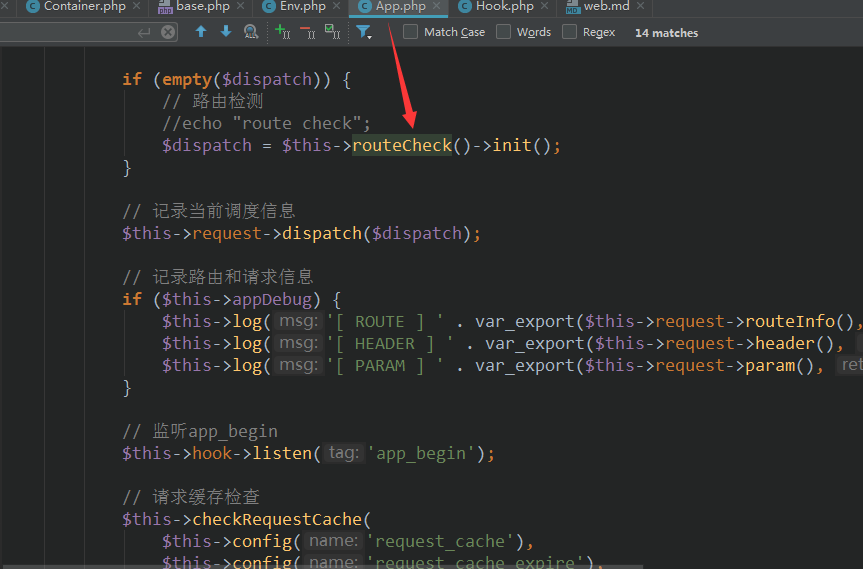 Container.php base.php Env.php App.php Hook.php web.md
Match Case Words Regex 14 matches
if (empty($dispatch)) {
// 路由检测
//echo "route check";
$dispatch = $this->routeCheck()->init();
}
// 记录当前调度信息
$this->request->dispatch($dispatch);
// 记录路由和请求信息
if ($this->appDebug) {
$this->log( msg: '[ ROUTE ] ' . var_export($this->request->routeInfo(),
$this->log( msg: '[ HEADER ] ' . var_export($this->request->header(),
$this->log( msg: '[ PARAM ] ' . var_export($this->request->param(), ret
}
// 监听app_begin
$this->hook->listen( tag: 'app_begin');
// 请求缓存检查
$this->checkRequestCache(
$this->config( name: 'request_cache'),
$this->config( name: 'request_cache_expire'),